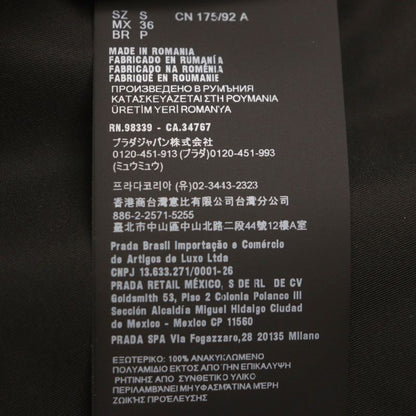 SZ S CN 175/92 A
MX 36
BR P
MADE IN ROMANIA
FABRICADO EN RUMANÍA
FABRICADO NA ROMÊNIA
FABRIQUÉ EN ROUMANIE
ПРОИЗВЕДЕНО В РУМЫНИЯ
ΚΑΤΑΣΚΕΥΑΖΕΤΑΙ ΣΤΗ ΡΟΥΜΑΝΙΑ
ÜRETİM YERİ ROMANYA
RN.98339 - CA.34767
プラダジャパン株式会社
0120-451-913 (プラダ) 0120-451-993
(ミュウミュウ)
프라다코리아 (유) 02-3443-2323
香港商台灣意比有限公司台灣分公司
886-2-2571-5255
臺北市中山區中山北路二段44號12樓A室
Prada Brasil Importação e Comércio
de Artigos de Luxo Ltda
CNPJ 13.633.271/0001-26
PRADA RETAIL MÉXICO, S DE RL DE CV
Goldsmith 53, Piso 2 Colonia Polanco III
Seccion Alcaldía Miguel Hidalgo Ciudad
de Mexico - Mexico CP 11560
PRADA SPA Via Fogazzaro,28 20135 Milano
ΕΞΩΤΕΡΙΚΟ: 100% ΑΝΑΚΥΚΛΩΜΕΝΟ
ΠΟΛΥΑΜΙΔΙΟ ΕΚΤΟΣ ΑΠΟ ΤΗΝ ΕΠΙΚΑΛΥΨΗ
ΡΗΤΙΝΗΣ ΑΠΟ ΣΥΝΘΕΤΙΚΟ ΥΛΙΚΟ
ΠΕΡΙΛΑΜΒΑΝΕΙ ΜΗ ΥΦΑΣΜΑΤΙΝΑ ΜΕΡΗ
ΖΩΙΚΗΣ ΠΡΟΕΛΕΥΣΗΣ